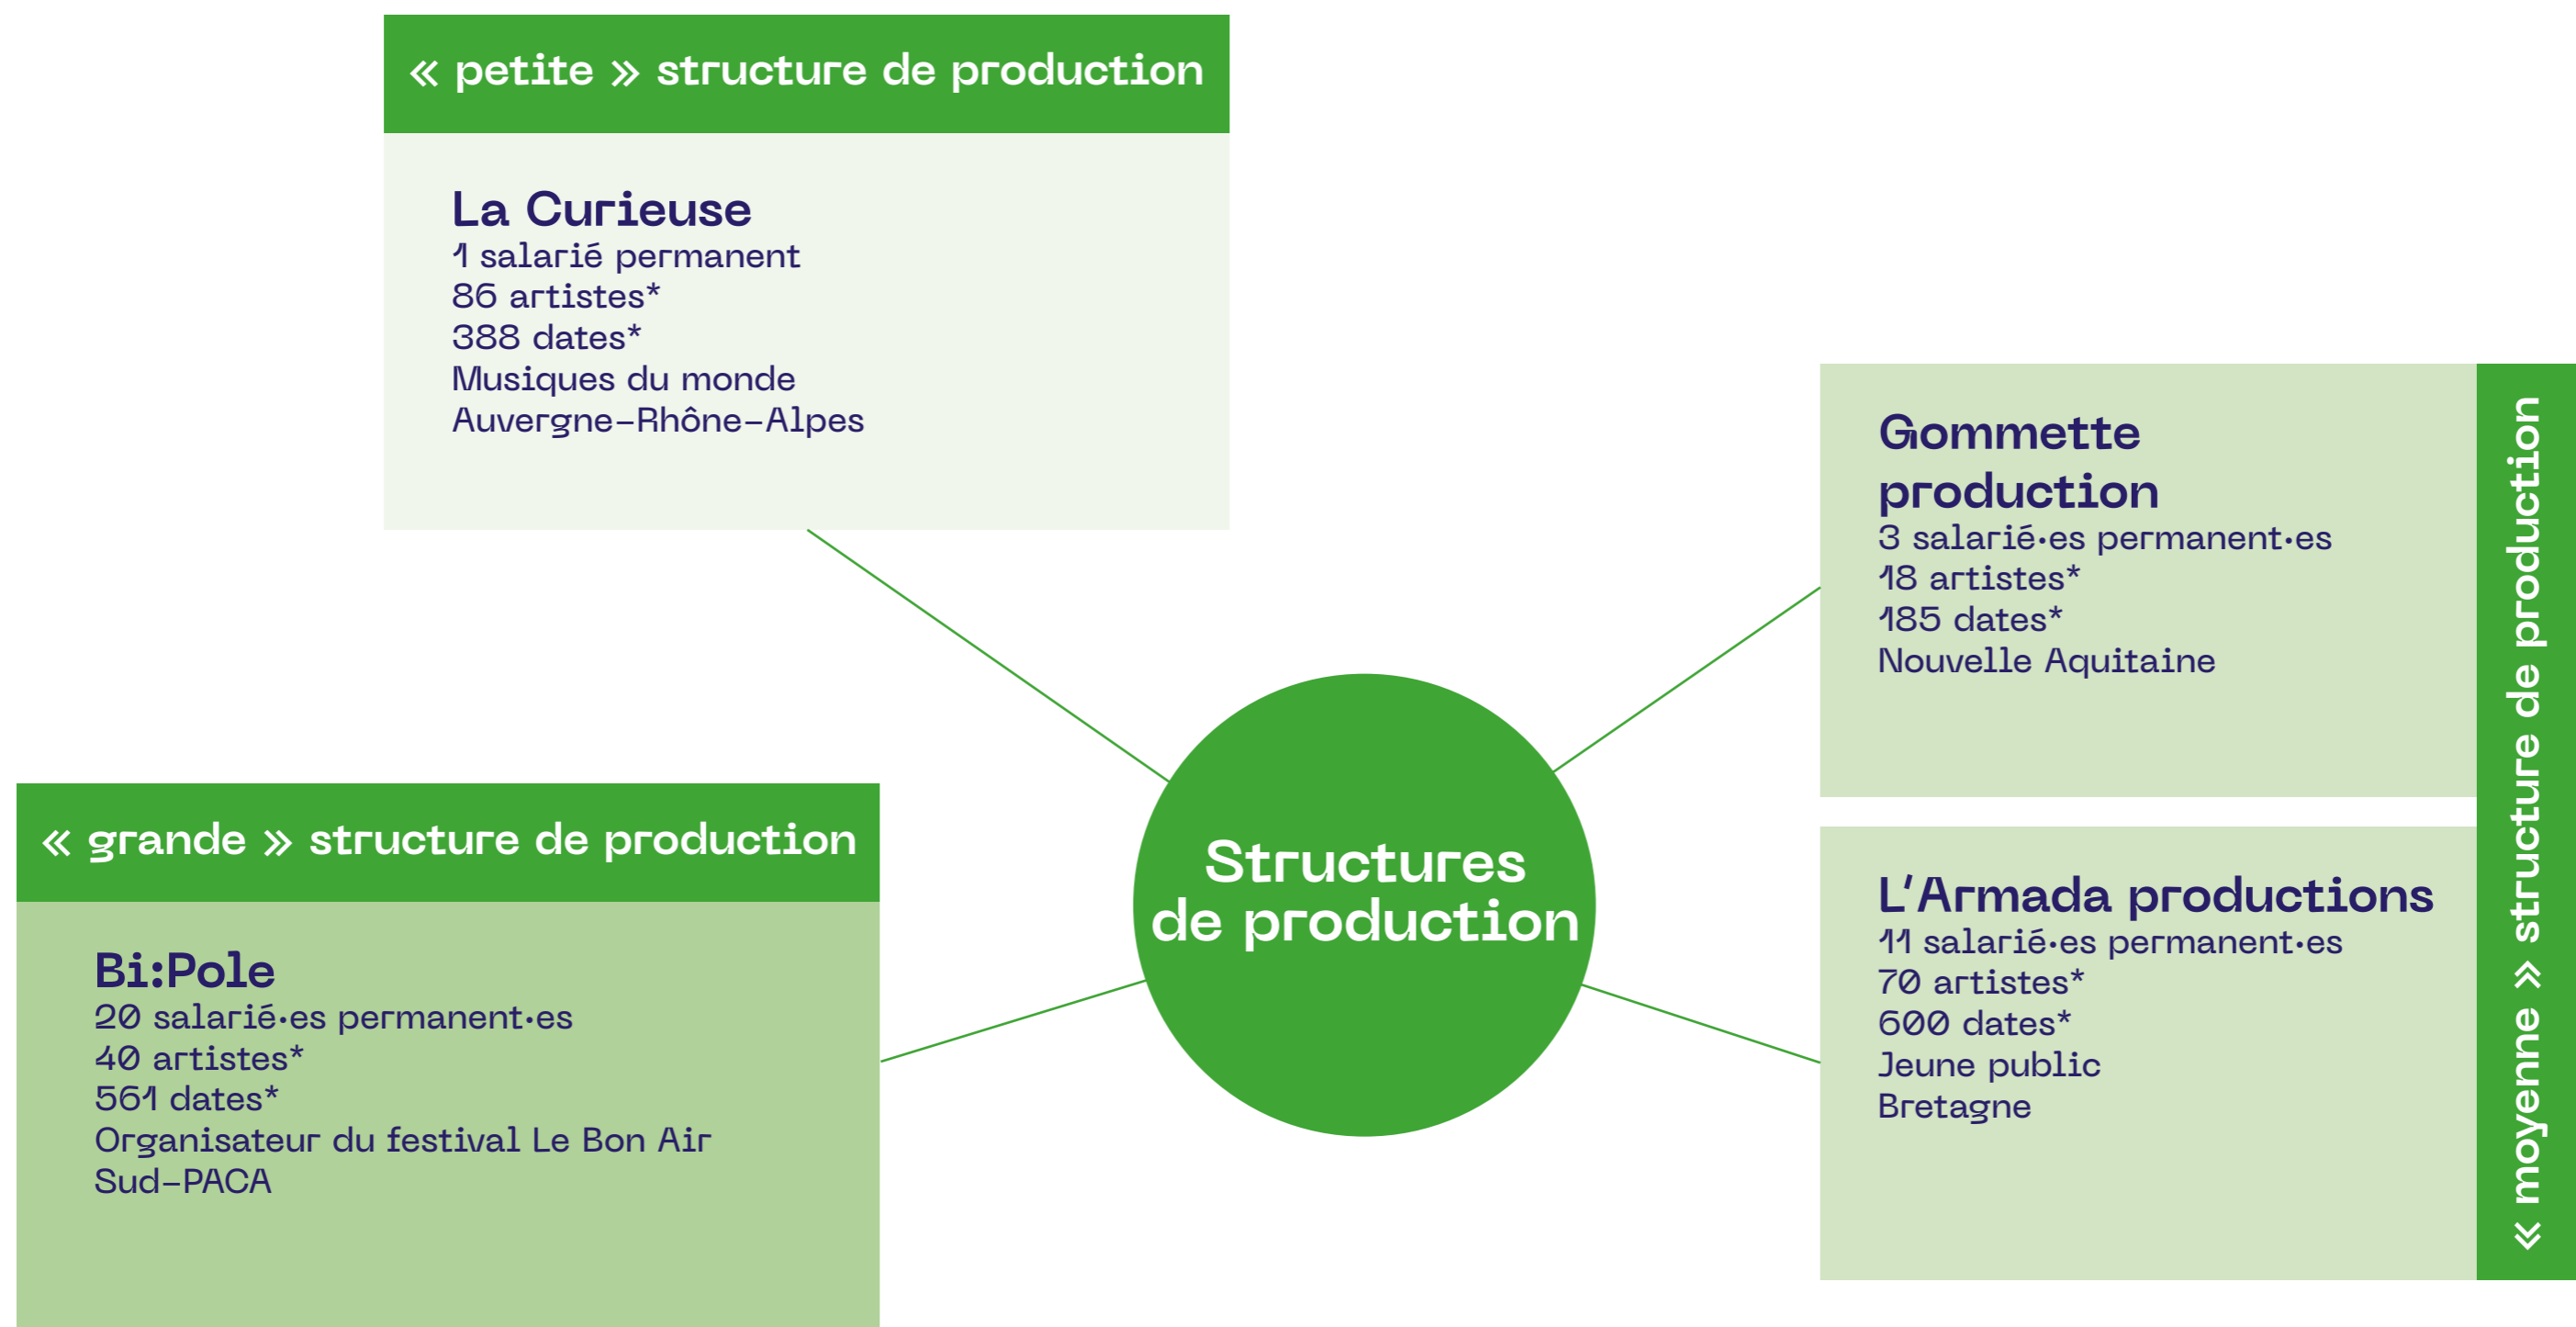 « petite » structure de production
La Curieuse
1 salarié permanent
86 artistes*
388 dates*
Musiques du monde
Auvergne-Rhône-Alpes
« grande » structure de production
Bi:Pole
20 salarié·es permanent·es
40 artistes*
561 dates*
Organisateur du festival Le Bon Air
Sud-PACA
Structures
de production
Gommette
production
3 salarié·es permanent·es
18 artistes*
185 dates*
Nouvelle Aquitaine
L’Armada productions
11 salarié·es permanent·es
70 artistes*
600 dates*
Jeune public
Bretagne
« moyenne » structure de production